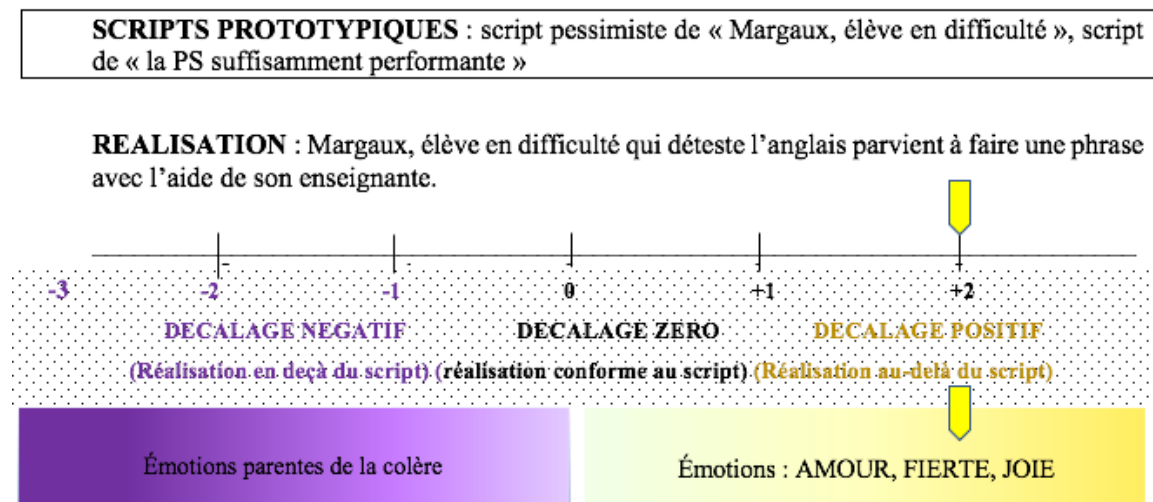 SCRIPTS PROTOTYPIQUES : script pessimiste de « Margaux, élève en difficulté », script
de « la PS suffisamment performante »
REALISATION : Margaux, élève en difficulté qui déteste l’anglais parvient à faire une phrase
avec l’aide de son enseignante.
-3 -2 -1 0 +1 +2
DECALAGE NEGATIF DECALAGE ZERO DECALAGE POSITIF
(Réalisation en deçà du script) (réalisation conforme au script) (Réalisation au-delà du script)
Émotions parentes de la colère Émotions : AMOUR, FIERTE, JOIE